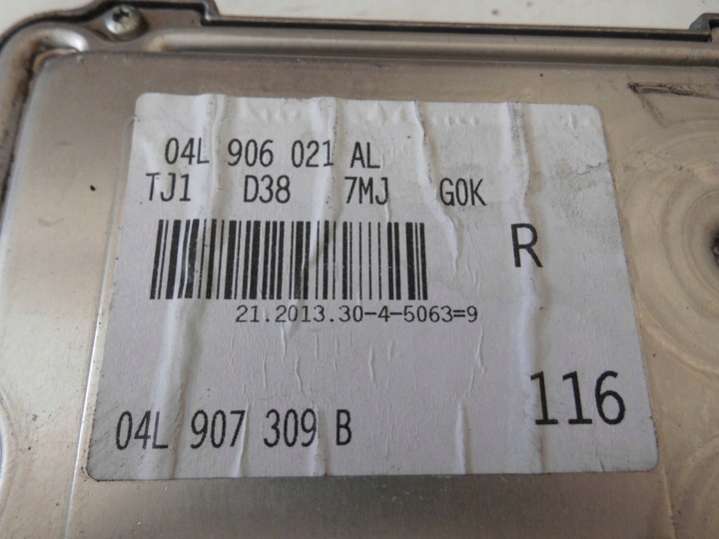 04L 906 021 AL
TJ1 D38 7MJ G0K
R
21.2013.30-4-5063=9
04L 907 309 B
116